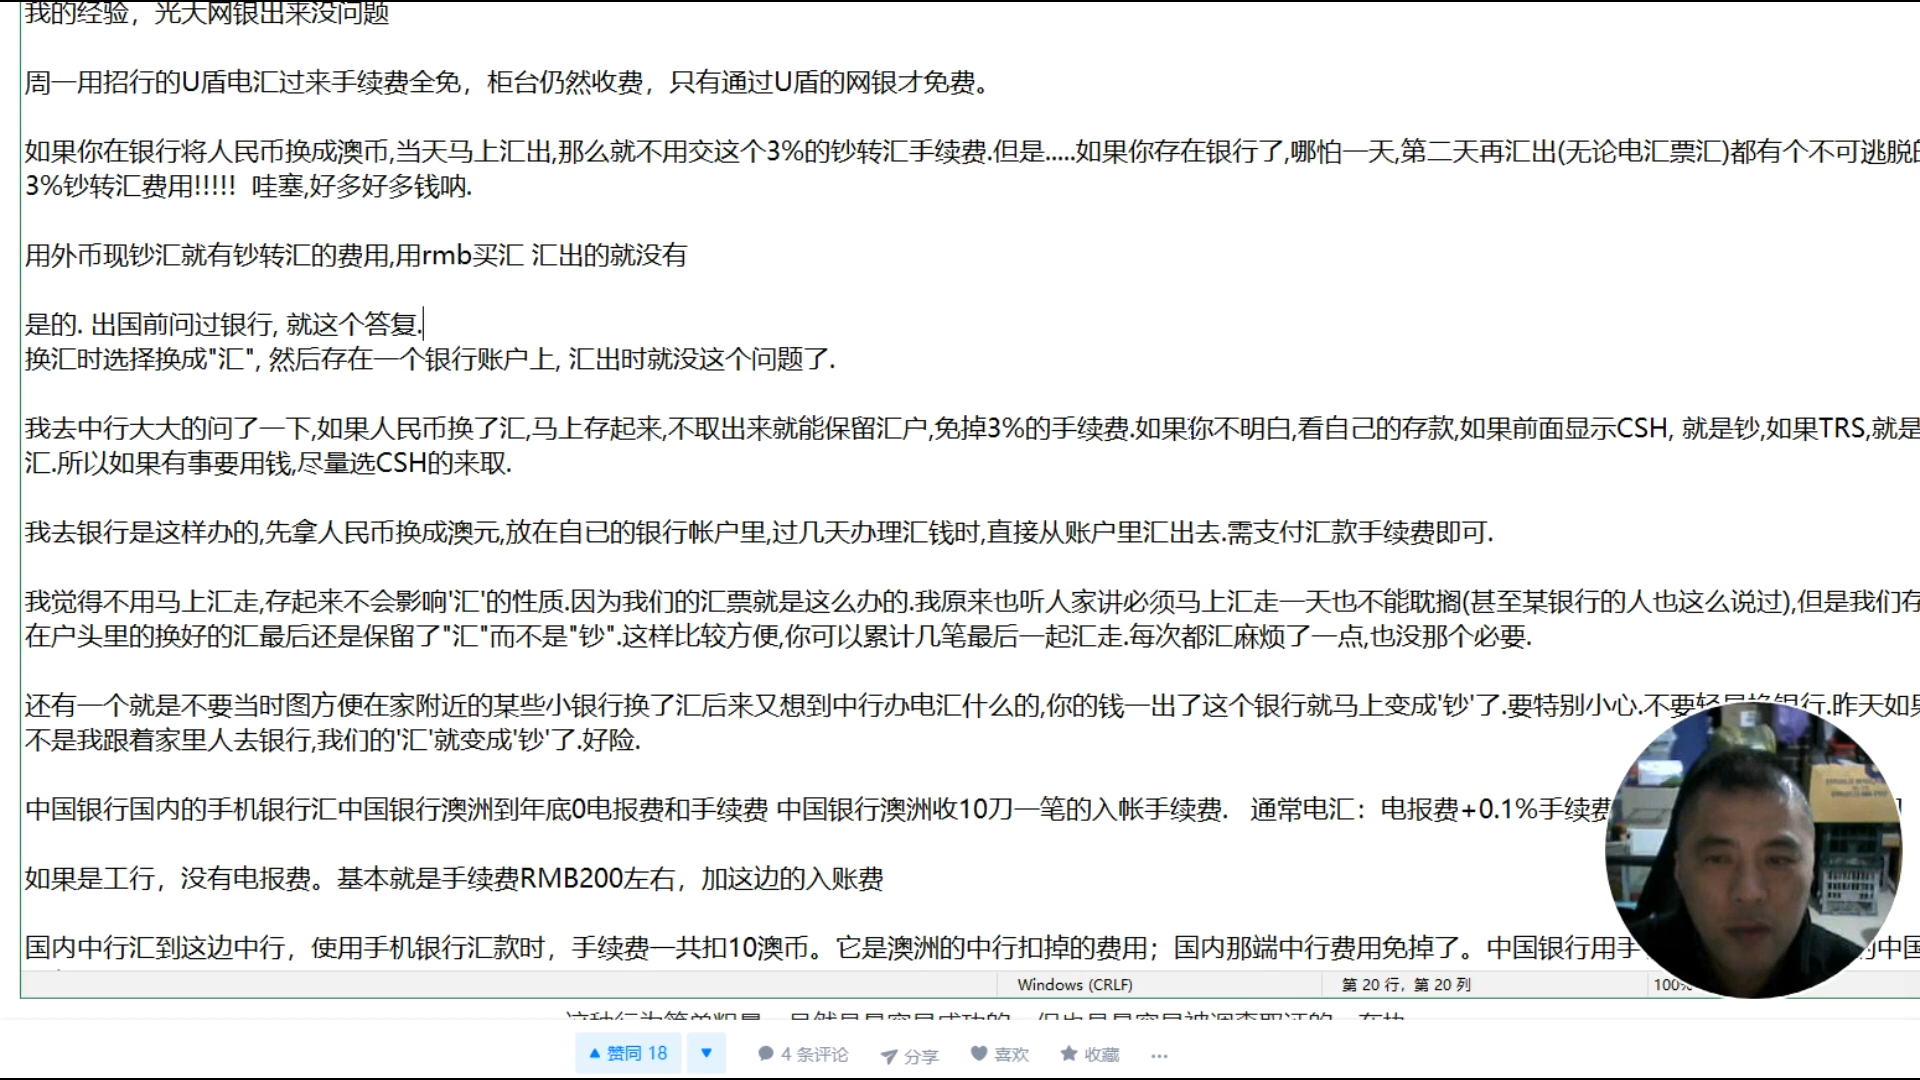 我的经验，光大网银出来没问题
周一用招行的U盾电汇过来手续费全免，柜台仍然收费，只有通过U盾的网银才免费。
如果你在银行将人民币换成澳币,当天马上汇出,那么就不用交这个3%的钞转汇手续费.但是.....如果你存在银行了,哪怕一天,第二天再汇出(无论电汇票汇)都有个不可逃脱的
3%钞转汇费用!!!!!  哇塞,好多好多钱呐.
用外币现钞汇就有钞转汇的费用,用rmb买汇 汇出的就没有
是的. 出国前问过银行, 就这个答复.
换汇时选择换成"汇", 然后存在一个银行账户上, 汇出时就没这个问题了.
我去中行大大的问了一下,如果人民币换了汇,马上存起来,不取出来就能保留汇户,免掉3%的手续费.如果你不明白,看自己的存款,如果前面显示CSH, 就是钞,如果TRS,就是
汇.所以如果有事要用钱,尽量选CSH的来取.
我去银行是这样办的,先拿人民币换成澳元,放在自已的银行帐户里,过几天办理汇钱时,直接从账户里汇出去.需支付汇款手续费即可.
我觉得不用马上汇走,存起来不会影响'汇'的性质.因为我们的汇票就是这么办的.我原来也听人家讲必须马上汇走一天也不能耽搁(甚至某银行的人也这么说过),但是我们存
在户头里的换好的汇最后还是保留了"汇"而不是"钞".这样比较方便,你可以累计几笔最后一起汇走.每次都汇麻烦了一点,也没那个必要.
还有一个就是不要当时图方便在家附近的某些小银行换了汇后来又想到中行办电汇什么的,你的钱一出了这个银行就马上变成'钞'了.要特别小心.不要轻易换银行.昨天如果
不是我跟着家里人去银行,我们的'汇'就变成'钞'了.好险.
中国银行国内的手机银行汇中国银行澳洲到年底0电报费和手续费 中国银行澳洲收10刀一笔的入帐手续费.   通常电汇：电报费+0.1%手续费
如果是工行，没有电报费。基本就是手续费RMB200左右，加这边的入账费
国内中行汇到这边中行，使用手机银行汇款时，手续费一共扣10澳币。它是澳洲的中行扣掉的费用；国内那端中行费用免掉了。中国银行用手 的中国
Windows (CRLF)
第 20 行，第 20 列
100%
赞同 18
4 条评论
分享
喜欢
收藏